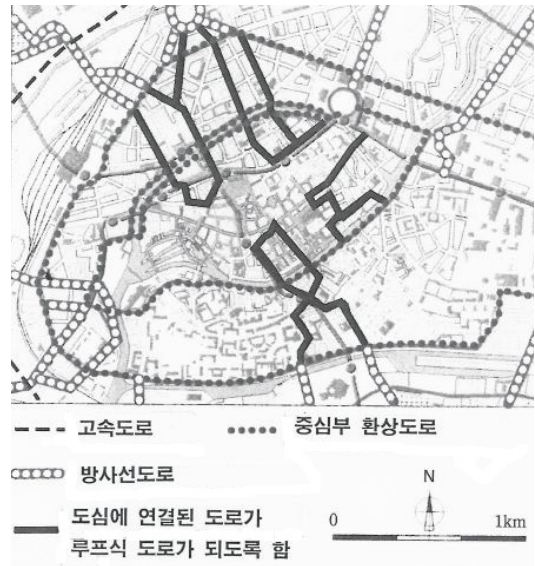 고속도로
중심부 환상도로
방사선도로
도심에 연결된 도로가
루프식 도로가 되도록 함
N
0
1km